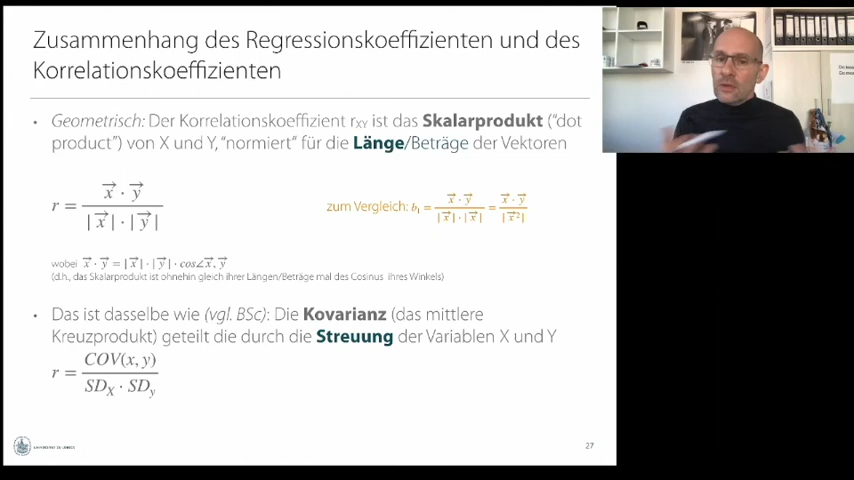 Zusammenhang des Regressionskoeffizienten und des
Korrelationskoeffizienten
• Geometrisch: Der Korrelationskoeffizient rXY ist das Skalarprodukt ("dot
product") von X und Y, "normiert" für die Länge/Beträge der Vektoren
r = x⃗ · y⃗ / |x⃗| · |y⃗|
zum Vergleich: b₁ = x⃗ · y⃗ / |x⃗| · |x⃗| = x⃗ · y⃗ / |x⃗²|
wobei x⃗ · y⃗ = |x⃗| · |y⃗| · cos∠x⃗, y⃗
(d.h., das Skalarprodukt ist ohnehin gleich ihrer Längen/Beträge mal des Cosinus ihres Winkels)
• Das ist dasselbe wie (vgl. BSc): Die Kovarianz (das mittlere
Kreuzprodukt) geteilt die durch die Streuung der Variablen X und Y
r = COV(x, y) / SDX · SDy
27